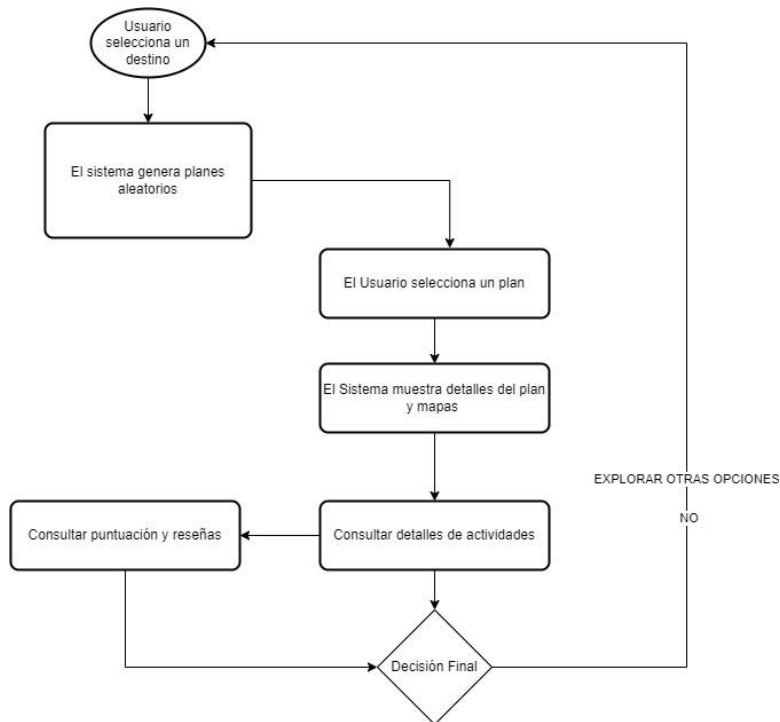 Usuario
selecciona un
destino
El sistema genera planes
aleatorios
El Usuario selecciona un plan
El Sistema muestra detalles del plan
y mapas
EXPLORAR OTRAS OPCIONES
NO
Consultar puntuación y reseñas
Consultar detalles de actividades
Decisión Final